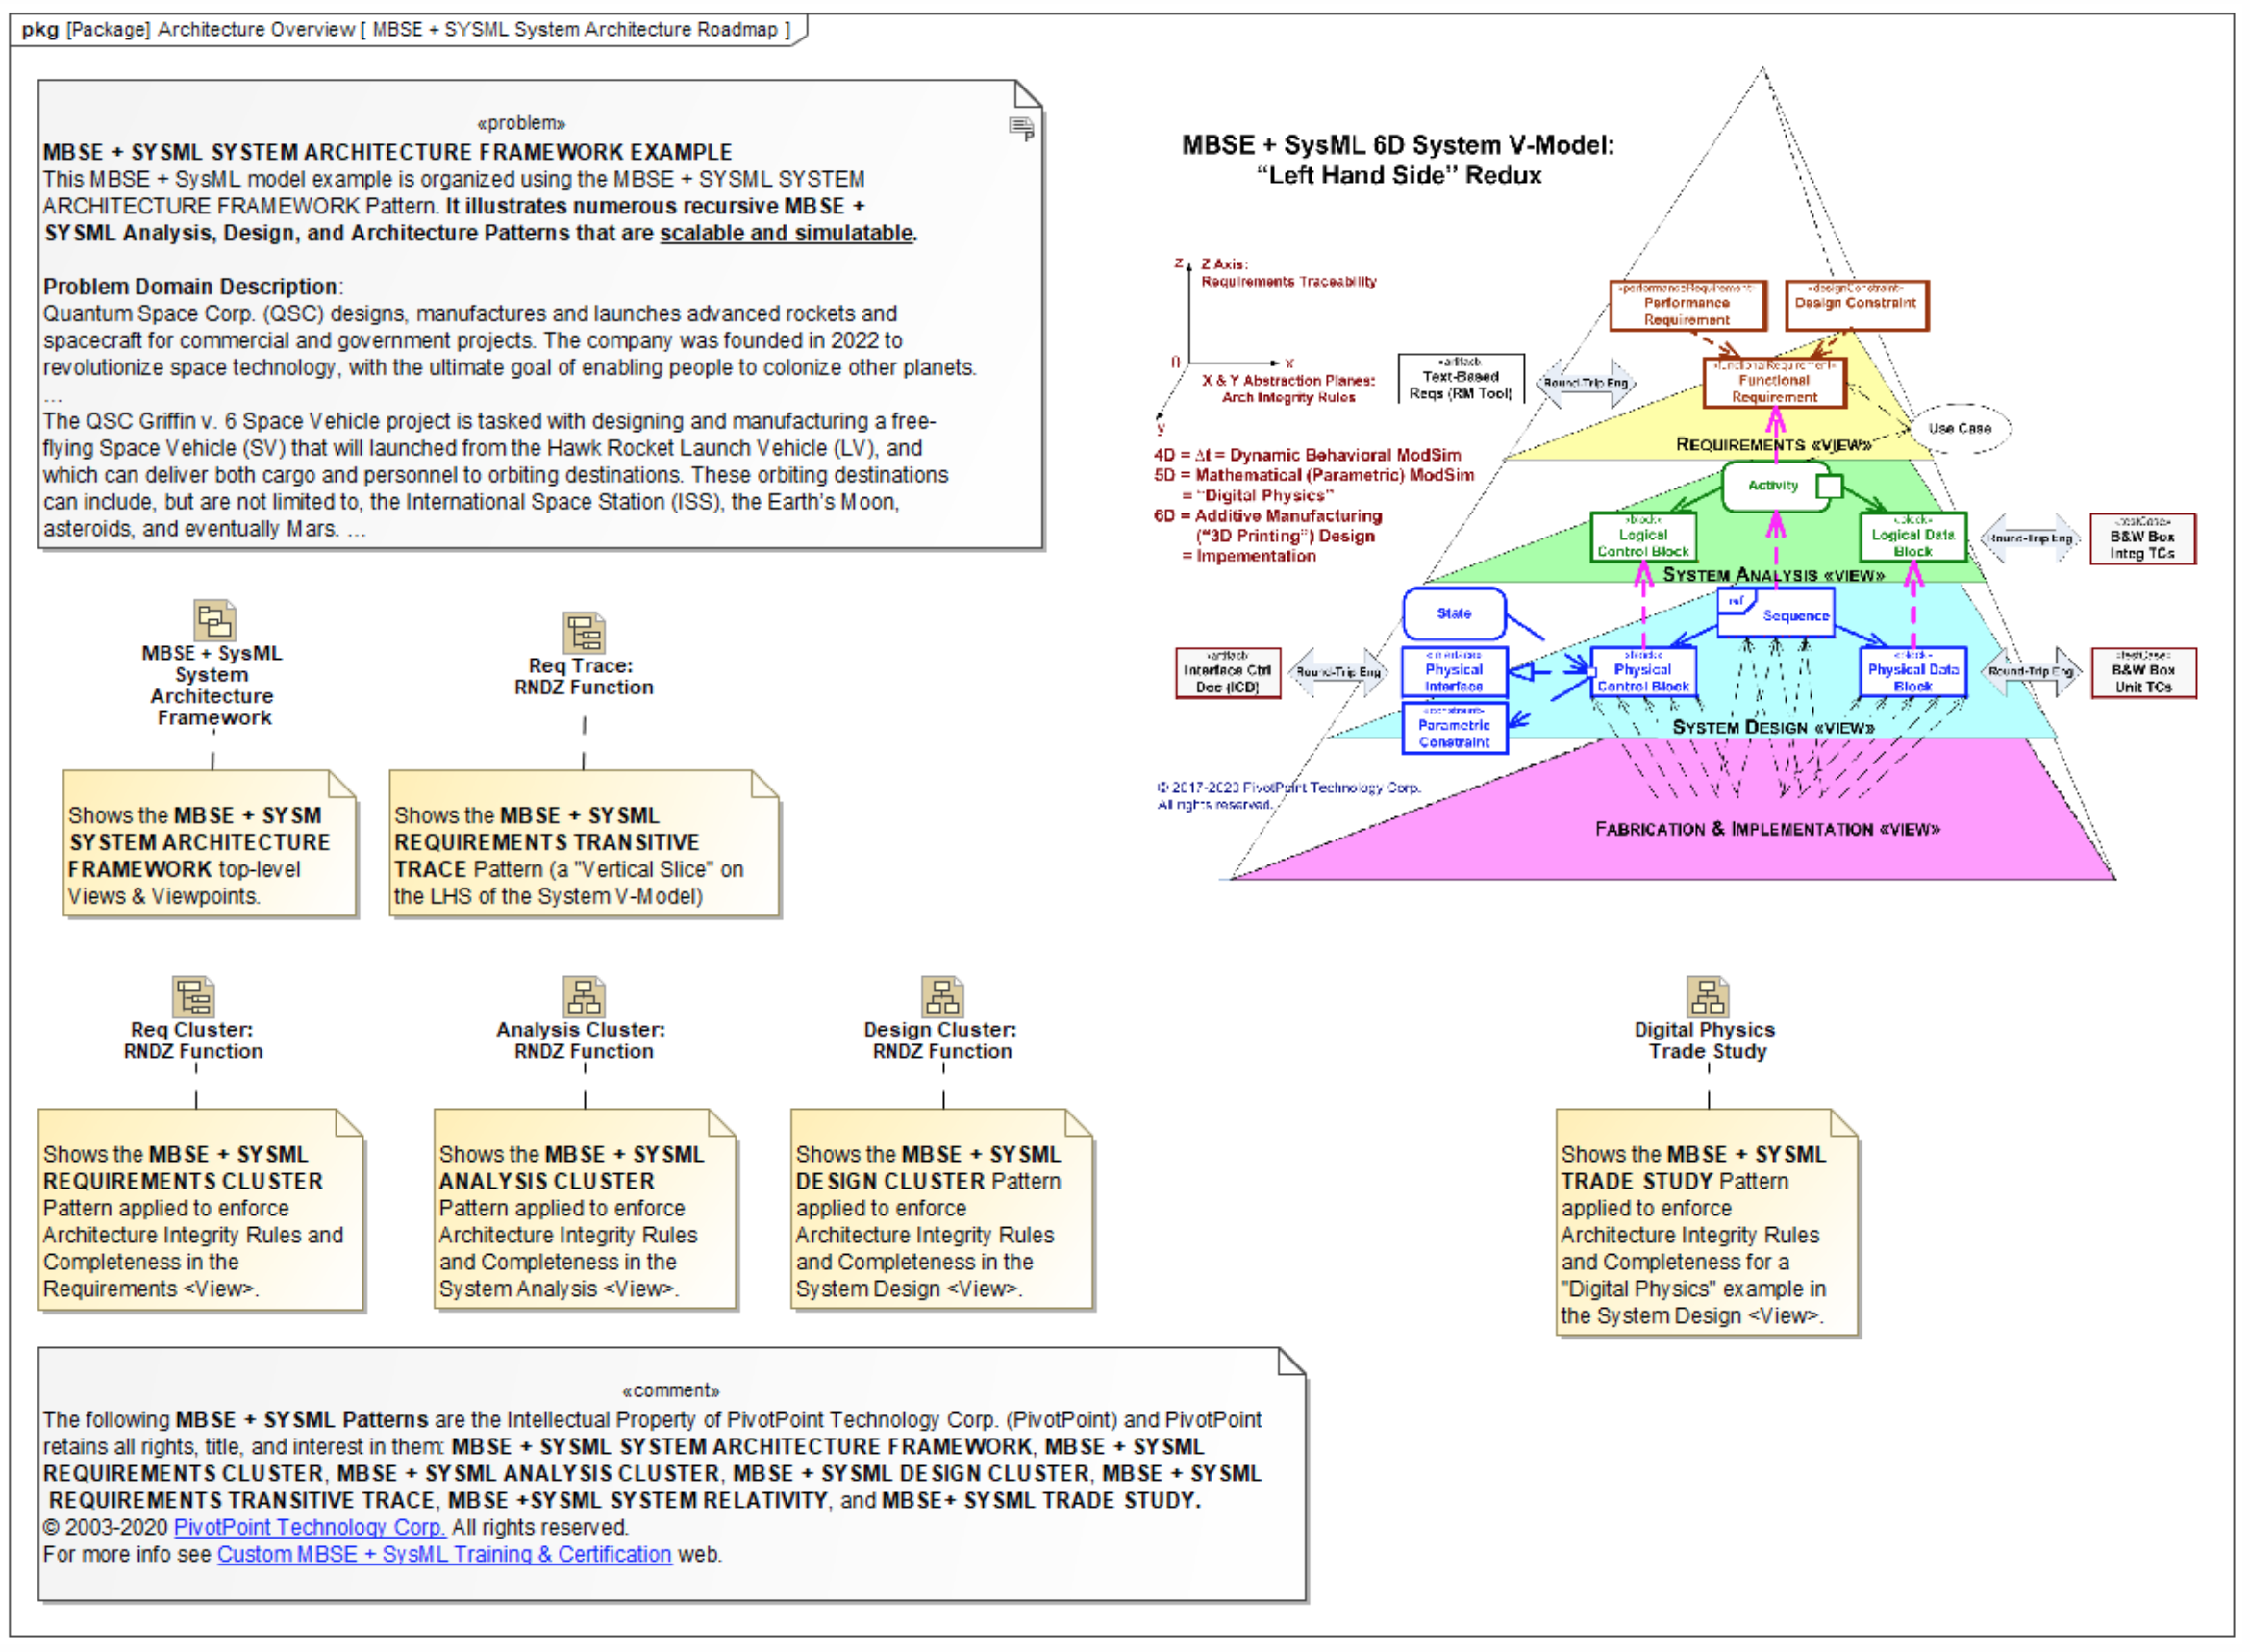 pkg [Package] Architecture Overview [ MBSE + SYSML System Architecture Roadmap ]
«problem»
MBSE + SYSML SYSTEM ARCHITECTURE FRAMEWORK EXAMPLE
This MBSE + SysML model example is organized using the MBSE + SYSML SYSTEM
ARCHITECTURE FRAMEWORK Pattern. It illustrates numerous recursive MBSE +
SYSML Analysis, Design, and Architecture Patterns that are scalable and simulatable.
Problem Domain Description:
Quantum Space Corp. (QSC) designs, manufactures and launches advanced rockets and
spacecraft for commercial and government projects. The company was founded in 2022 to
revolutionize space technology, with the ultimate goal of enabling people to colonize other planets.
...
The QSC Griffin v. 6 Space Vehicle project is tasked with designing and manufacturing a free-
flying Space Vehicle (SV) that will launched from the Hawk Rocket Launch Vehicle (LV), and
which can deliver both cargo and personnel to orbiting destinations. These orbiting destinations
can include, but are not limited to, the International Space Station (ISS), the Earth's Moon,
asteroids, and eventually Mars. ...
MBSE + SysML 6D System V-Model:
“Left Hand Side” Redux
Z
Z Axis:
Requirements Traceability
0
X
X & Y Abstraction Planes:
Arch Integrity Rules
y
4D = Δt = Dynamic Behavioral ModSim
5D = Mathematical (Parametric) ModSim
= “Digital Physics”
6D = Additive Manufacturing
(“3D Printing”) Design
= Impementation
«performanceRequirement»
Performance
Requirement
«designConstraint»
Design Constraint
«artifact»
Text-Based
Reqs (RM Tool)
Round-Trip Eng
«functionalRequirement»
Functional
Requirement
Use Case
REQUIREMENTS «VIEW»
Activity
«block»
Logical
Control Block
«block»
Logical Data
Block
Round-Trip Eng
«testCase»
B&W Box
Integ TCs
SYSTEM ANALYSIS «VIEW»
State
ref
Sequence
«artifact»
Interface Ctrl
Doc (ICD)
Round-Trip Eng
«interface»
Physical
Interface
«block»
Physical
Control Block
«block»
Physical Data
Block
Round-Trip Eng
«testCase»
B&W Box
Unit TCs
«constraint»
Parametric
Constraint
SYSTEM DESIGN «VIEW»
© 2017-2020 PivotPoint Technology Corp.
All rights reserved.
FABRICATION & IMPLEMENTATION «VIEW»
MBSE + SysML
System
Architecture
Framework
Req Trace:
RNDZ Function
Shows the MBSE + SYSM
SYSTEM ARCHITECTURE
FRAMEWORK top-level
Views & Viewpoints.
Shows the MBSE + SYSML
REQUIREMENTS TRANSITIVE
TRACE Pattern (a "Vertical Slice" on
the LHS of the System V-Model)
Req Cluster:
RNDZ Function
Analysis Cluster:
RNDZ Function
Design Cluster:
RNDZ Function
Digital Physics
Trade Study
Shows the MBSE + SYSML
REQUIREMENTS CLUSTER
Pattern applied to enforce
Architecture Integrity Rules and
Completeness in the
Requirements <View>.
Shows the MBSE + SYSML
ANALYSIS CLUSTER
Pattern applied to enforce
Architecture Integrity Rules
and Completeness in the
System Analysis <View>.
Shows the MBSE + SYSML
DESIGN CLUSTER Pattern
applied to enforce
Architecture Integrity Rules
and Completeness in the
System Design <View>.
Shows the MBSE + SYSML
TRADE STUDY Pattern
applied to enforce
Architecture Integrity Rules
and Completeness for a
"Digital Physics" example in
the System Design <View>.
«comment»
The following MBSE + SYSML Patterns are the Intellectual Property of PivotPoint Technology Corp. (PivotPoint) and PivotPoint
retains all rights, title, and interest in them: MBSE + SYSML SYSTEM ARCHITECTURE FRAMEWORK, MBSE + SYSML
REQUIREMENTS CLUSTER, MBSE + SYSML ANALYSIS CLUSTER, MBSE + SYSML DESIGN CLUSTER, MBSE + SYSML
REQUIREMENTS TRANSITIVE TRACE, MBSE +SYSML SYSTEM RELATIVITY, and MBSE+ SYSML TRADE STUDY.
© 2003-2020 PivotPoint Technology Corp. All rights reserved.
For more info see Custom MBSE + SysML Training & Certification web.